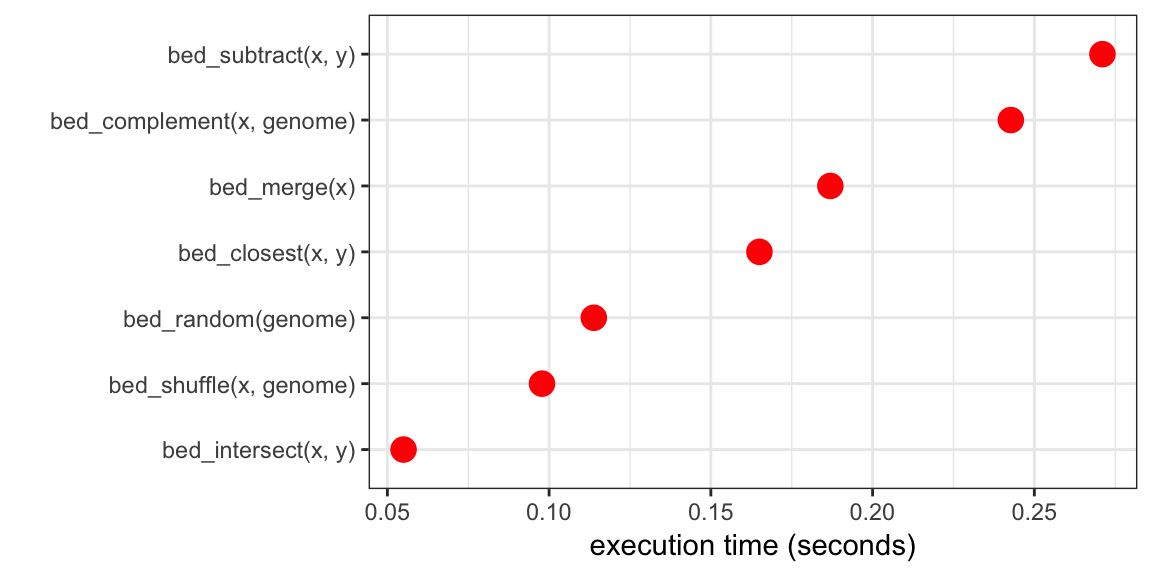 bed_subtract(x, y)
bed_complement(x, genome)
bed_merge(x)
bed_closest(x, y)
bed_random(genome)
bed_shuffle(x, genome)
bed_intersect(x, y)
0.05 0.10 0.15 0.20 0.25
execution time (seconds)